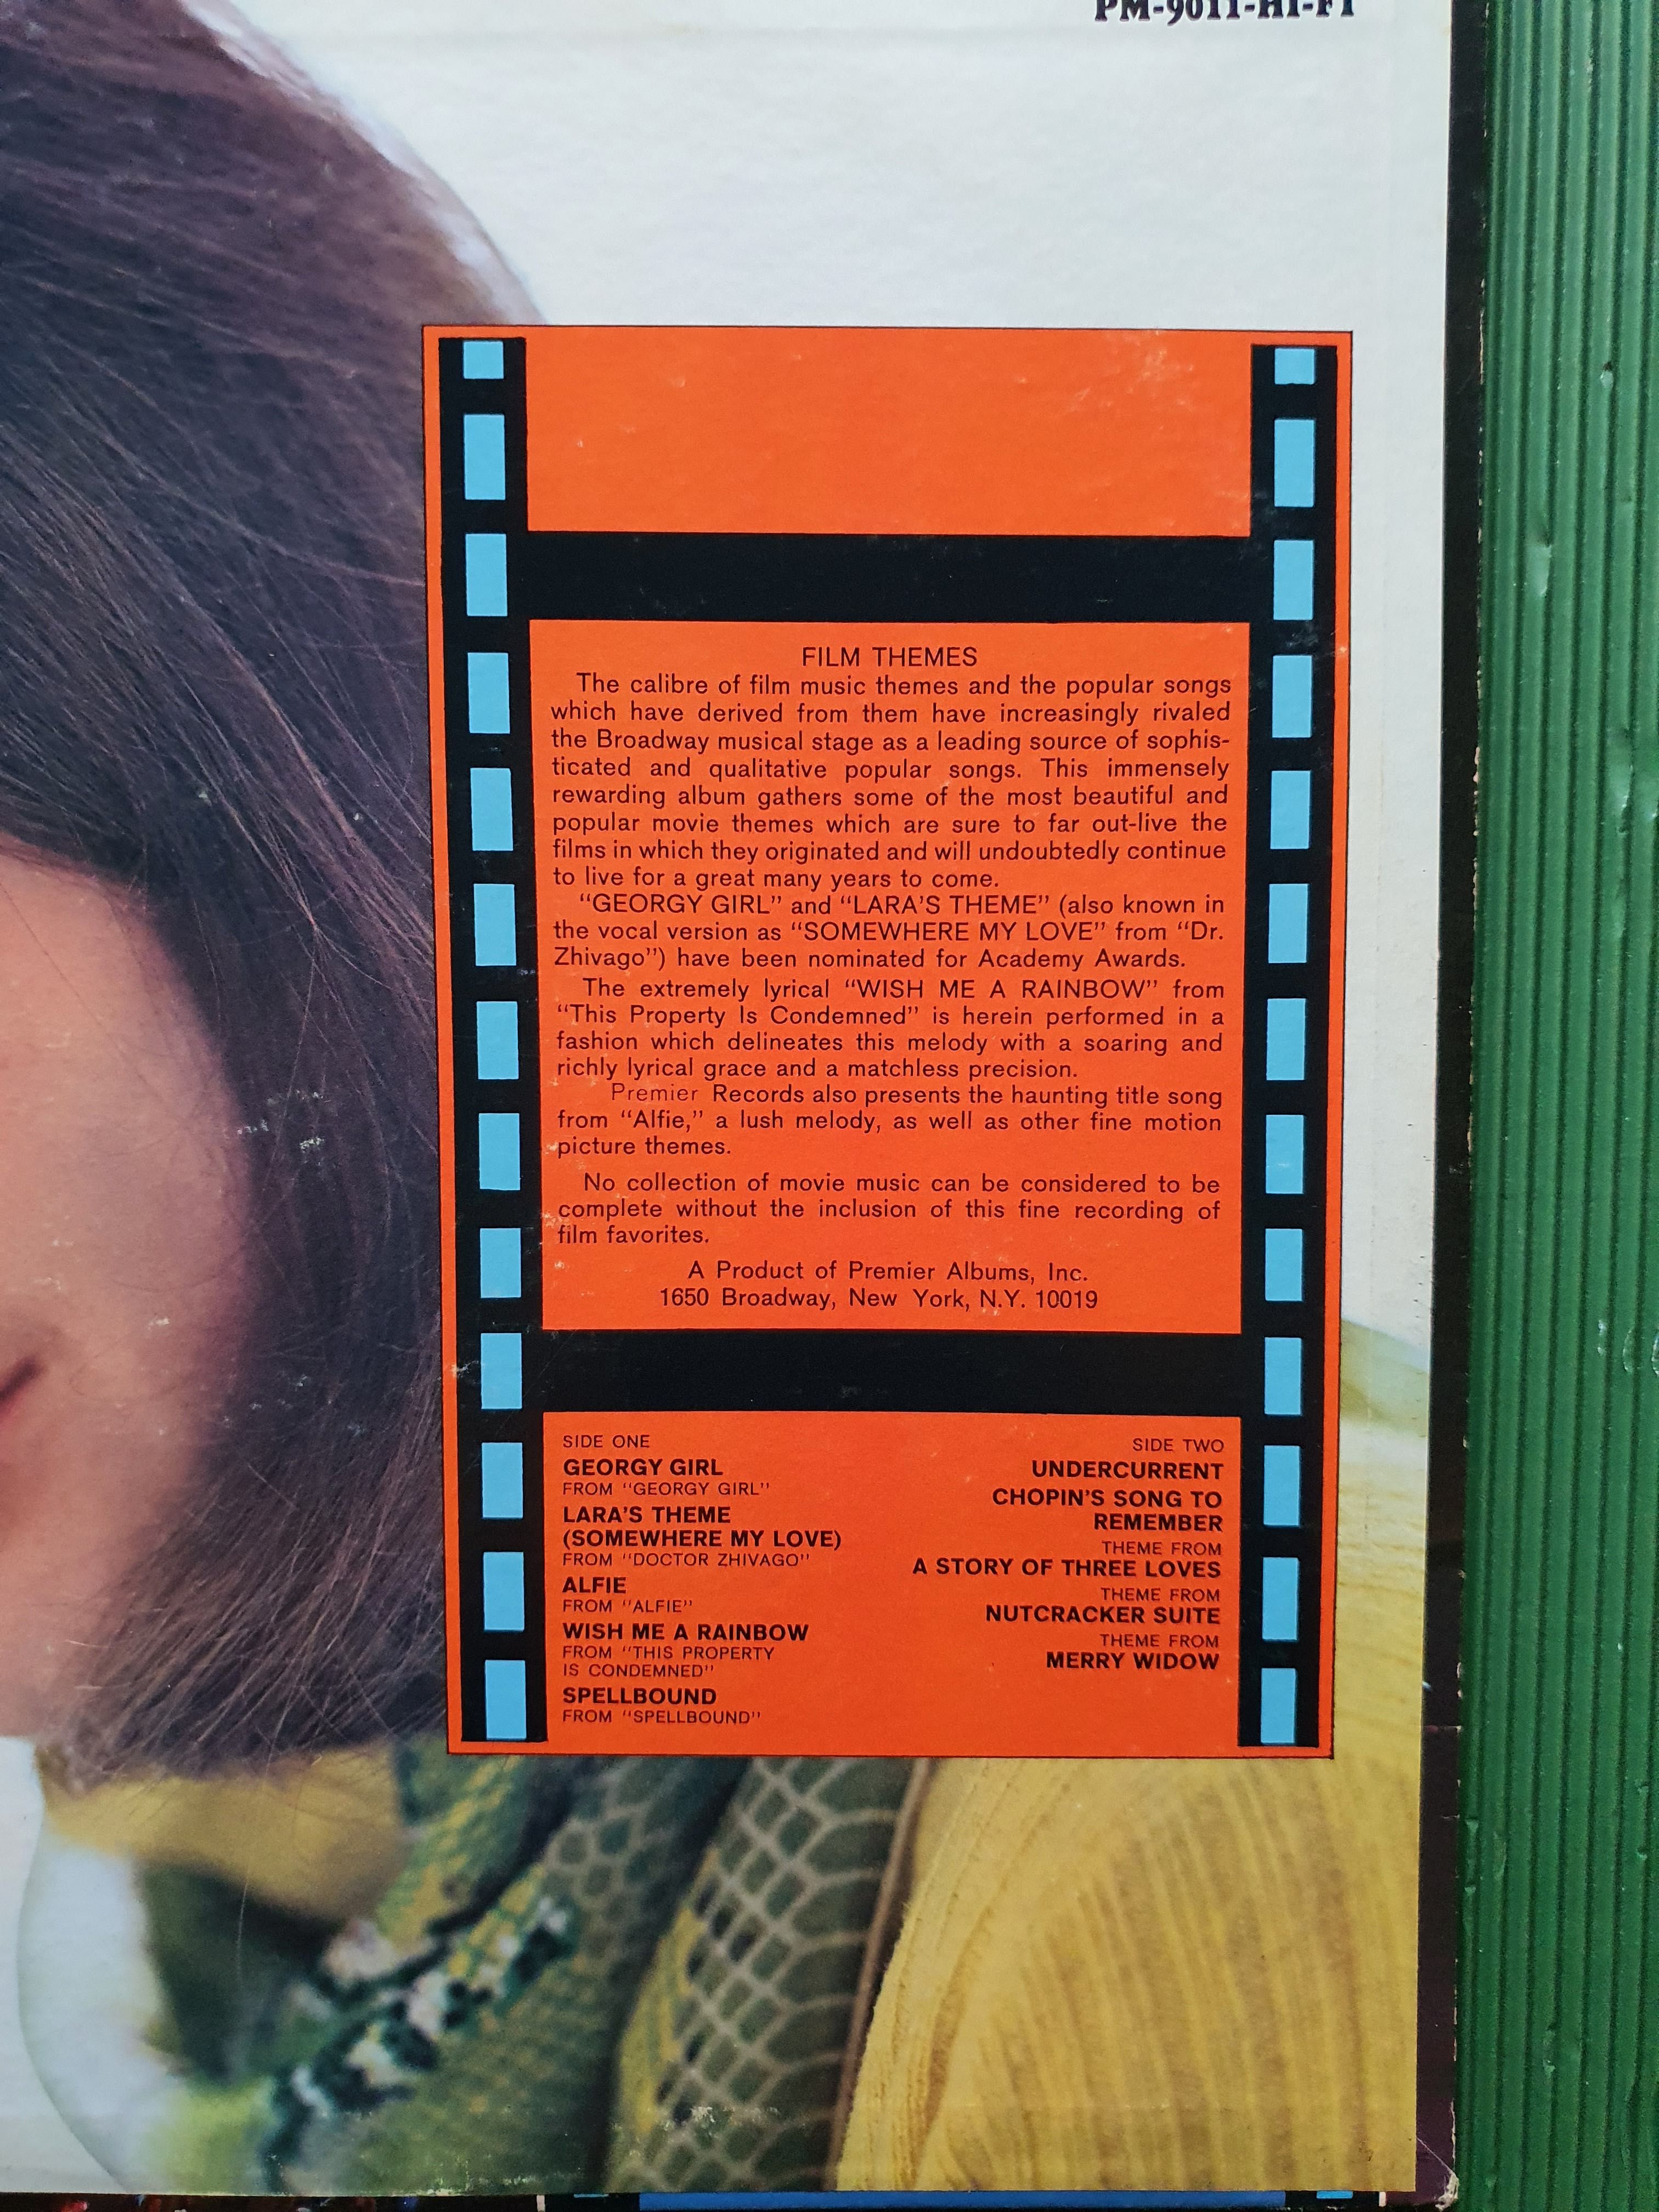 PM-9011-HI-FI
FILM THEMES
The calibre of film music themes and the popular songs
which have derived from them have increasingly rivaled
the Broadway musical stage as a leading source of sophis-
ticated and qualitative popular songs. This immensely
rewarding album gathers some of the most beautiful and
popular movie themes which are sure to far out-live the
films in which they originated and will undoubtedly continue
to live for a great many years to come.
"GEORGY GIRL" and "LARA'S THEME" (also known in
the vocal version as "SOMEWHERE MY LOVE" from "Dr.
Zhivago") have been nominated for Academy Awards.
The extremely lyrical "WISH ME A RAINBOW" from
"This Property Is Condemned" is herein performed in a
fashion which delineates this melody with a soaring and
richly lyrical grace and a matchless precision.
Premier Records also presents the haunting title song
from "Alfie," a lush melody, as well as other fine motion
picture themes.
No collection of movie music can be considered to be
complete without the inclusion of this fine recording of
film favorites.
A Product of Premier Albums, Inc.
1650 Broadway, New York, N.Y. 10019
SIDE ONE
GEORGY GIRL
FROM "GEORGY GIRL"
LARA'S THEME
(SOMEWHERE MY LOVE)
FROM "DOCTOR ZHIVAGO"
ALFIE
FROM "ALFIE"
WISH ME A RAINBOW
FROM "THIS PROPERTY
IS CONDEMNED"
SPELLBOUND
FROM "SPELLBOUND"
SIDE TWO
UNDERCURRENT
CHOPIN'S SONG TO
REMEMBER
THEME FROM
A STORY OF THREE LOVES
THEME FROM
NUTCRACKER SUITE
THEME FROM
MERRY WIDOW